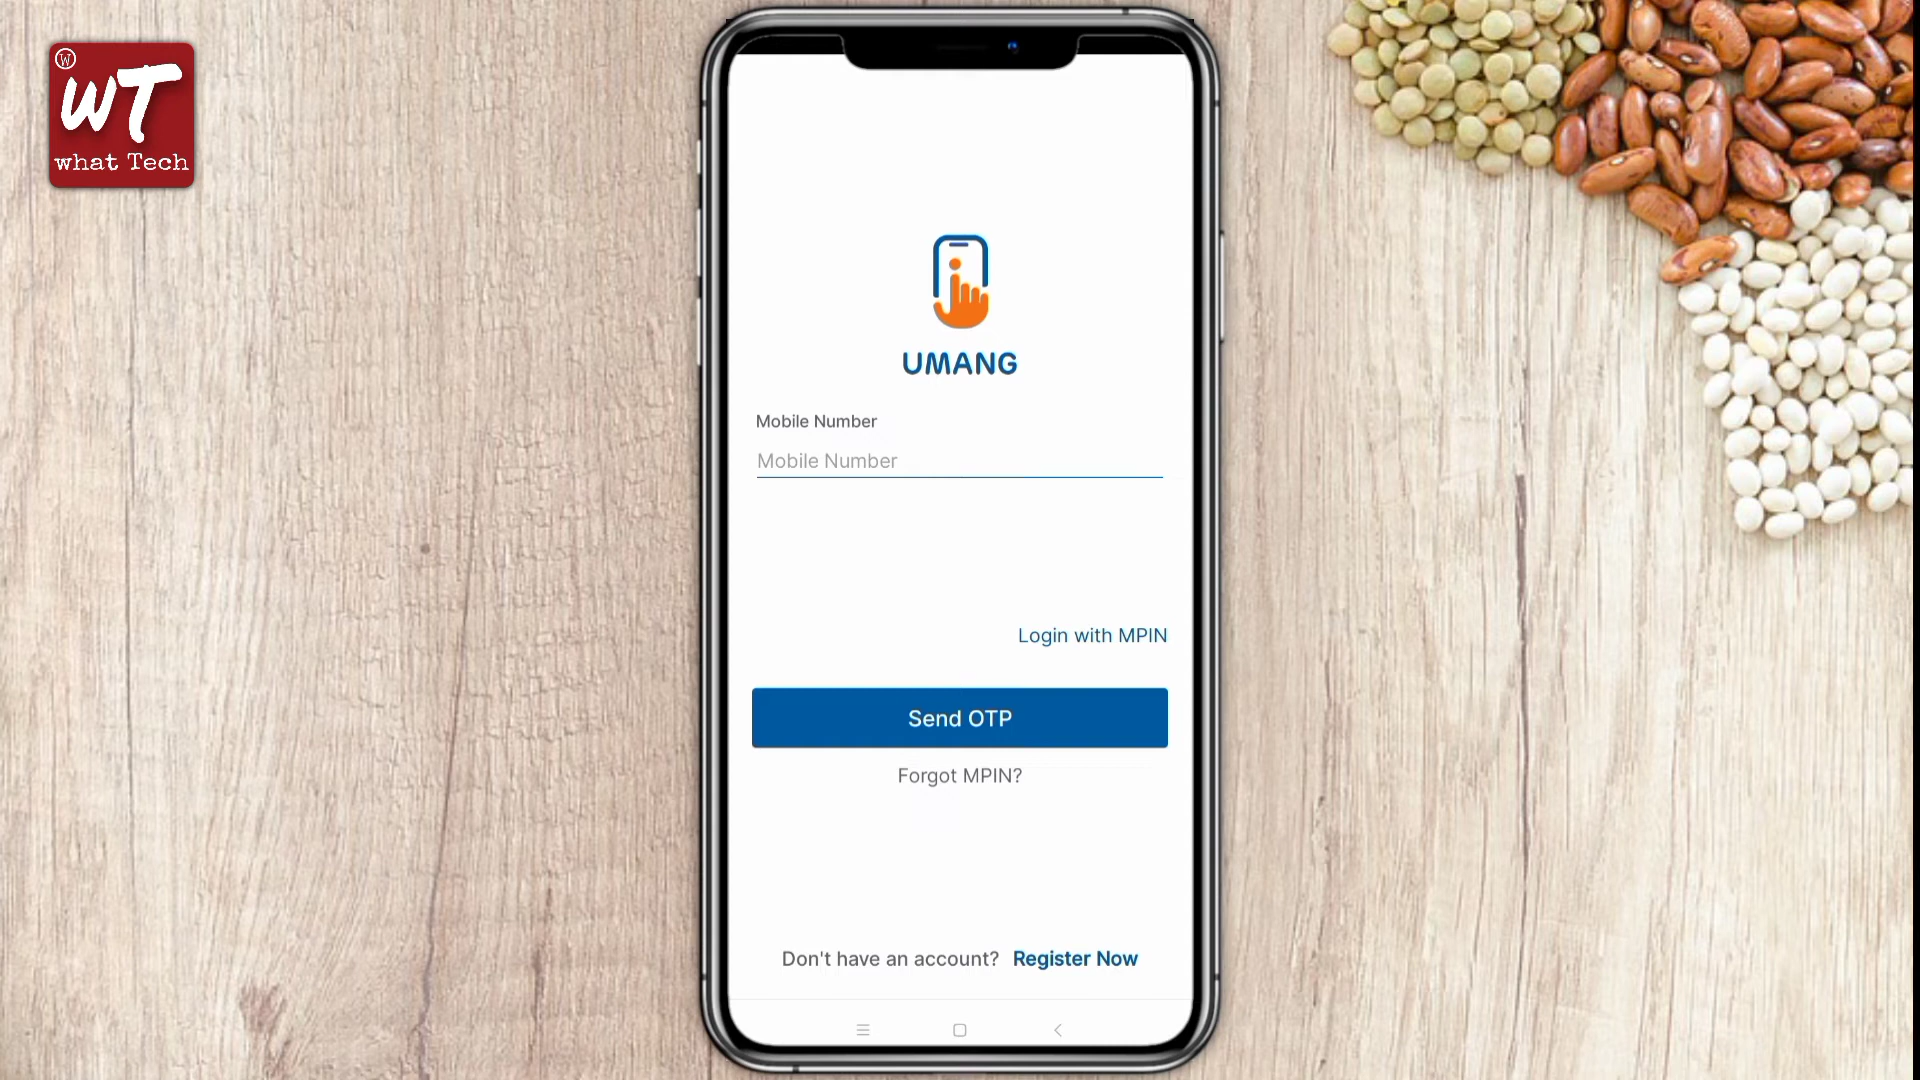 W
WT
what Tech
UMANG
Mobile Number
Mobile Number
Login with MPIN
Send OTP
Forgot MPIN?
Don't have an account? Register Now